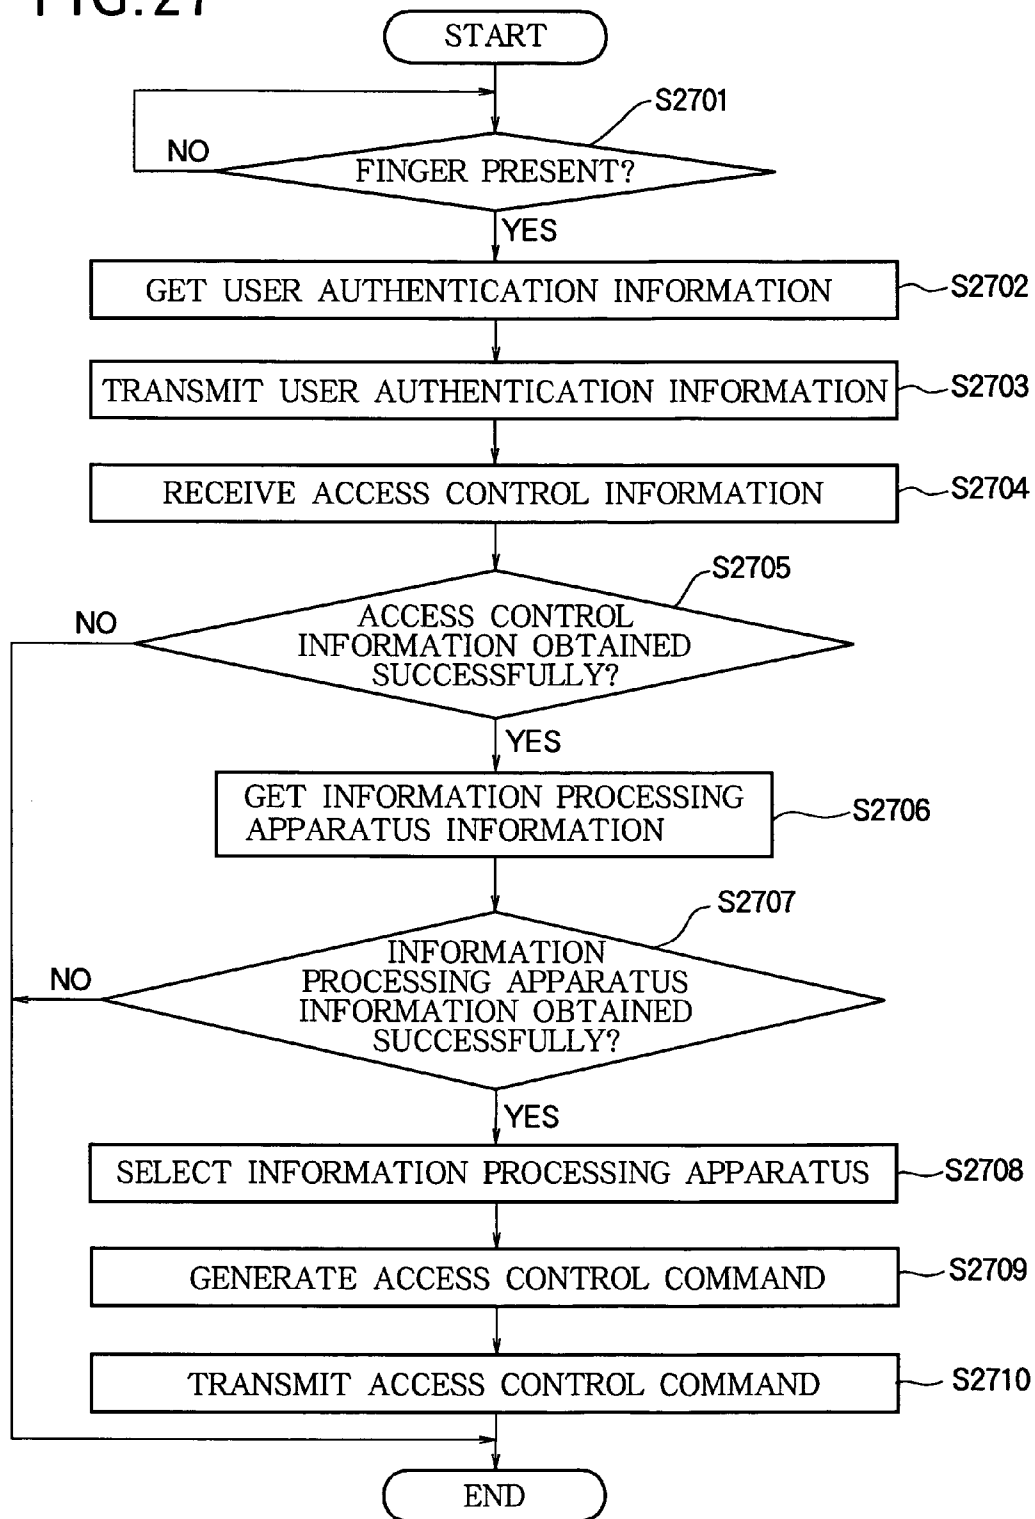 FIG.27
START
S2701
FINGER PRESENT?
NO
YES
GET USER AUTHENTICATION INFORMATION
S2702
TRANSMIT USER AUTHENTICATION INFORMATION
S2703
RECEIVE ACCESS CONTROL INFORMATION
S2704
S2705
NO
ACCESS CONTROL
INFORMATION OBTAINED
SUCCESSFULLY?
YES
GET INFORMATION PROCESSING
APPARATUS INFORMATION
S2706
S2707
NO
INFORMATION
PROCESSING APPARATUS
INFORMATION OBTAINED
SUCCESSFULLY?
YES
SELECT INFORMATION PROCESSING APPARATUS
S2708
GENERATE ACCESS CONTROL COMMAND
S2709
TRANSMIT ACCESS CONTROL COMMAND
S2710
END